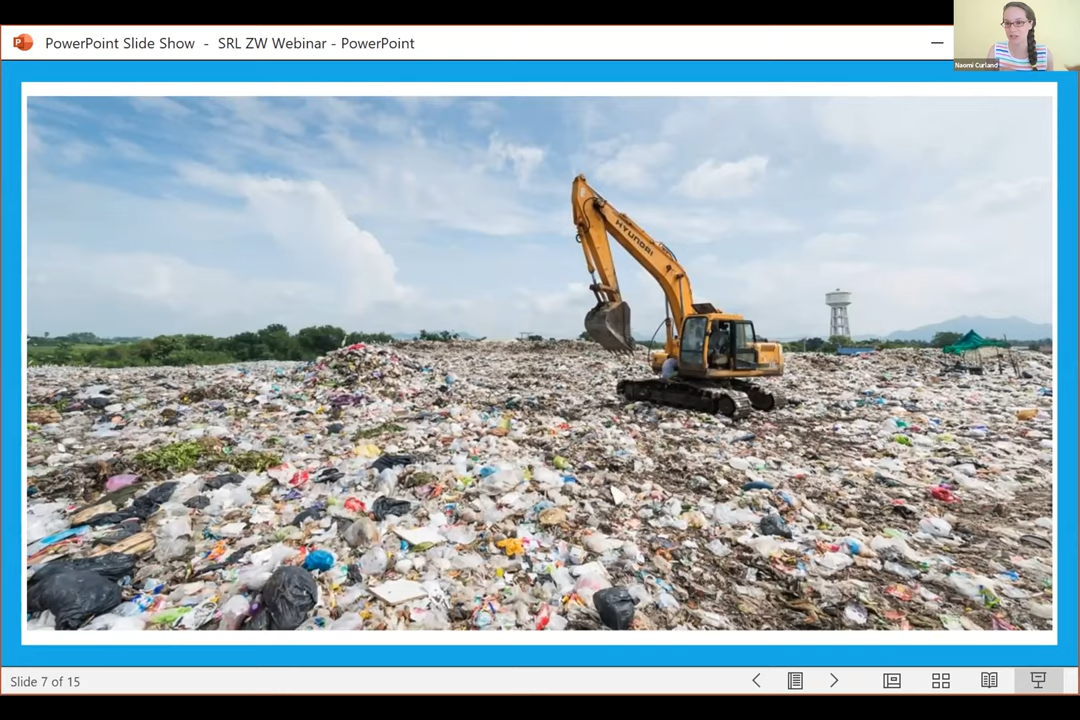 PowerPoint Slide Show - SRL ZW Webinar - PowerPoint
Naomi Curland
HYUNDAI
Slide 7 of 15